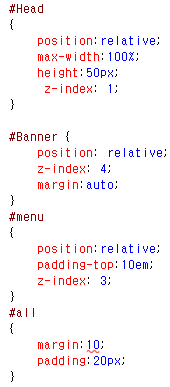 #Head
{
position:relative;
max-width:100%;
height:50px;
z-index: 1;
}
#Banner {
position: relative;
z-index: 4;
margin:auto;
}
#menu
{
position:relative;
padding-top:10em;
z-index: 3;
}
#all
{
margin:10;
padding:20px;
}